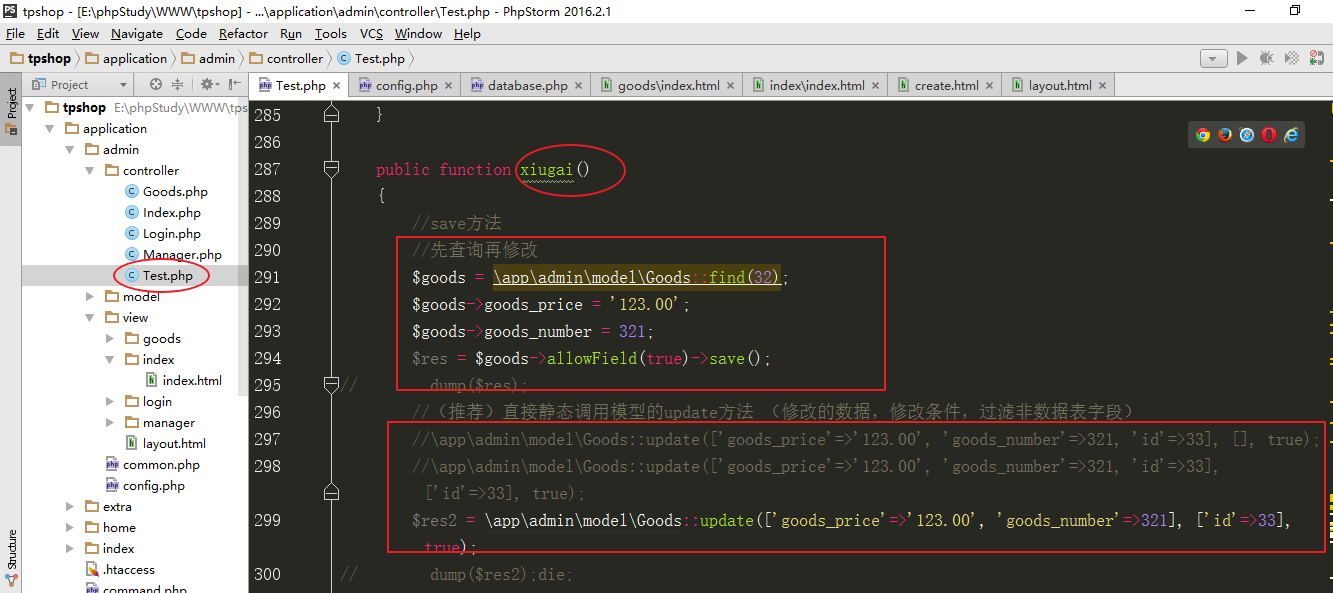 PS tpshop - [E:\phpStudy\WWW\tpshop] - ...\application\admin\controller\Test.php - PhpStorm 2016.2.1
File Edit View Navigate Code Refactor Run Tools VCS Window Help
tpshop application admin controller Test.php
Project
Test.php config.php database.php goods\index.html index\index.html create.html layout.html
Project
Structure
tpshop E:\phpStudy\WWW\tps
application
admin
controller
Goods.php
Index.php
Login.php
Manager.php
Test.php
model
view
goods
index
index.html
login
manager
layout.html
common.php
config.php
extra
home
index
.htaccess
command.php
285 }
286
287 public function xiugai()
288 {
289 //save方法
290 //先查询再修改
291 $goods = \app\admin\model\Goods::find(32);
292 $goods->goods_price = '123.00';
293 $goods->goods_number = 321;
294 $res = $goods->allowField(true)->save();
295 // dump($res);
296 //（推荐）直接静态调用模型的update方法 （修改的数据，修改条件，过滤非数据表字段）
297 //\app\admin\model\Goods::update(['goods_price'=>'123.00', 'goods_number'=>321, 'id'=>33], [], true);
298 //\app\admin\model\Goods::update(['goods_price'=>'123.00', 'goods_number'=>321, 'id'=>33],
['id'=>33], true);
299 $res2 = \app\admin\model\Goods::update(['goods_price'=>'123.00', 'goods_number'=>321], ['id'=>33],
true);
300 // dump($res2);die;